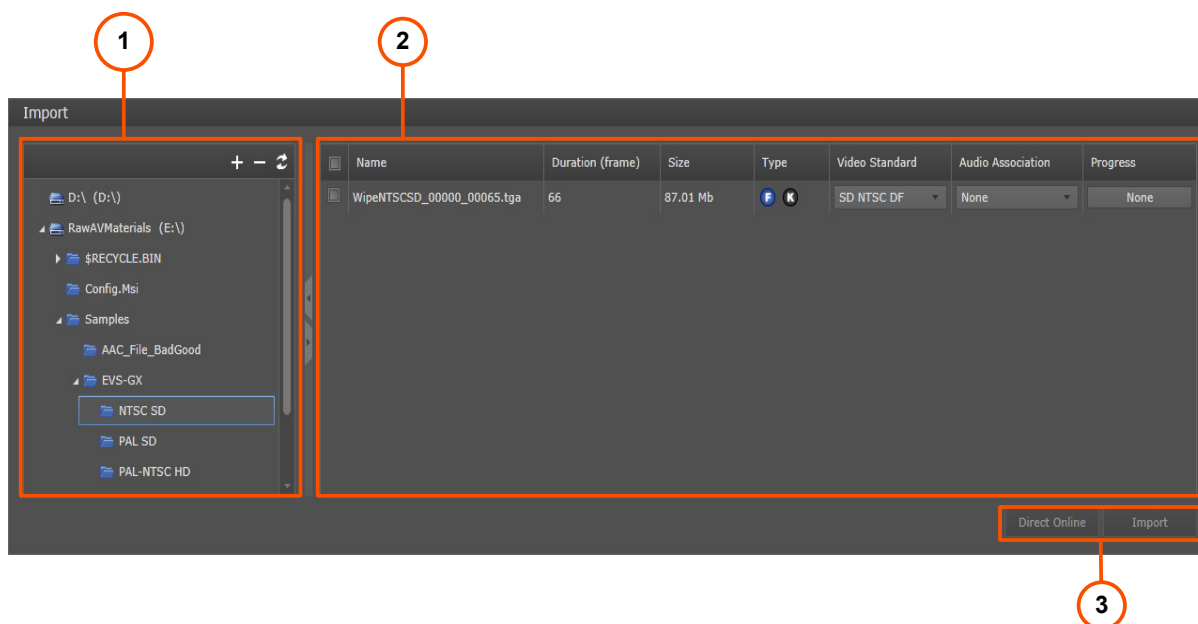 1 2
Import
+ −
Name Duration (frame) Size Type Video Standard Audio Association Progress
D:\ (D:\)
WipeNTSCSD_00000_00065.tga 66 87.01 Mb F K SD NTSC DF None None
RawAVMaterials (E:\)
$RECYCLE.BIN
Config.Msi
Samples
AAC_File_BadGood
EVS-GX
NTSC SD
PAL SD
PAL-NTSC HD
Direct Online Import
3